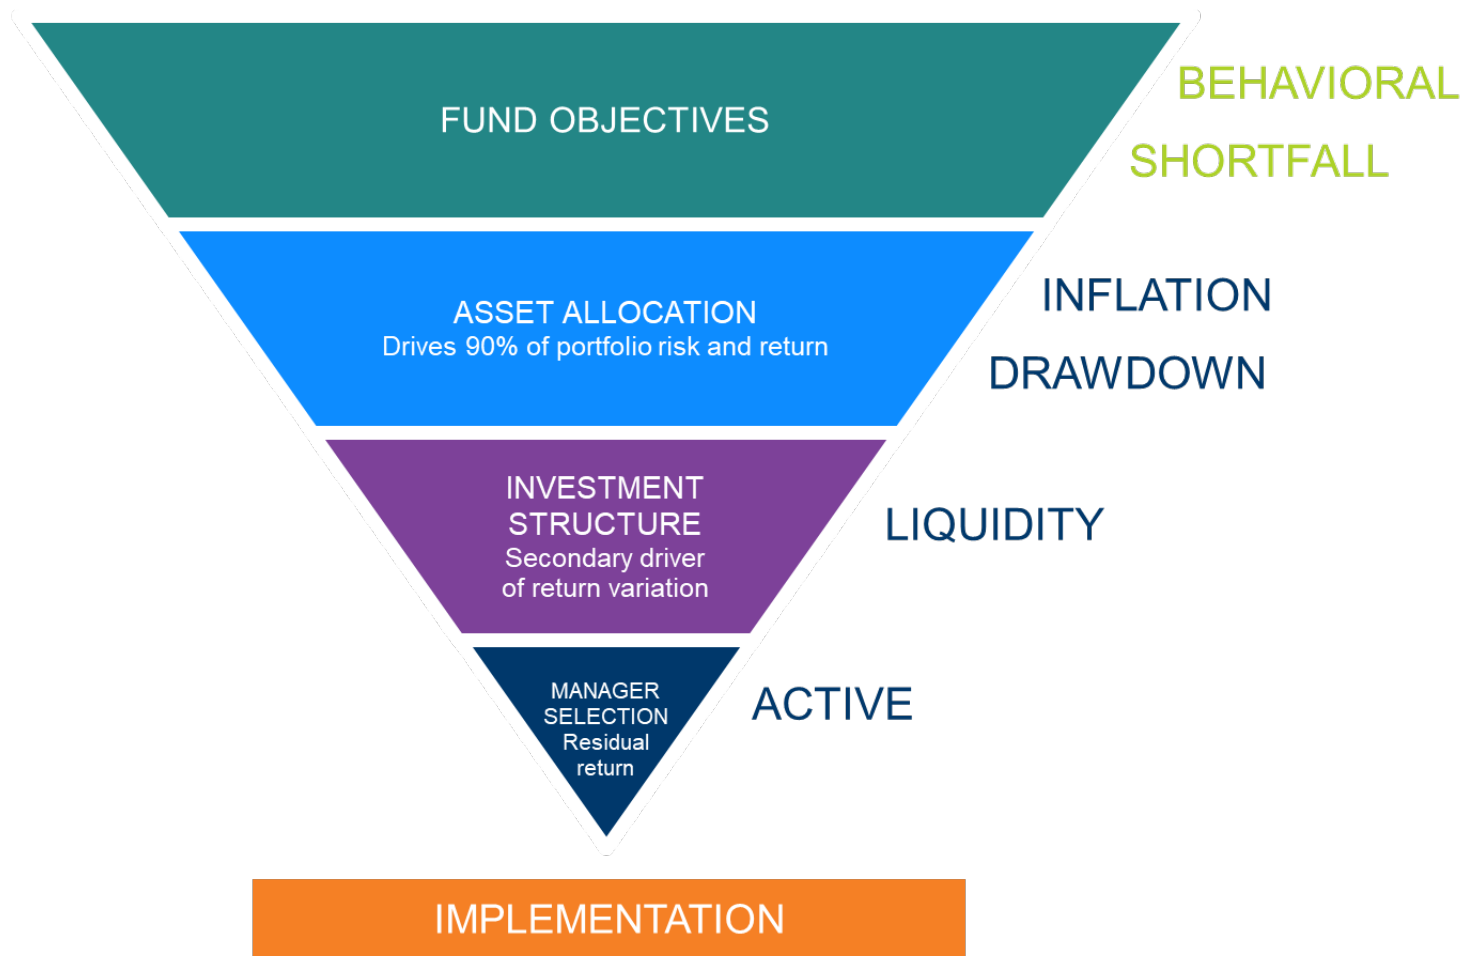 FUND OBJECTIVES
BEHAVIORAL
SHORTFALL
ASSET ALLOCATION
Drives 90% of portfolio risk and return
INFLATION
DRAWDOWN
INVESTMENT
STRUCTURE
Secondary driver
of return variation
LIQUIDITY
MANAGER
SELECTION
Residual
return
ACTIVE
IMPLEMENTATION